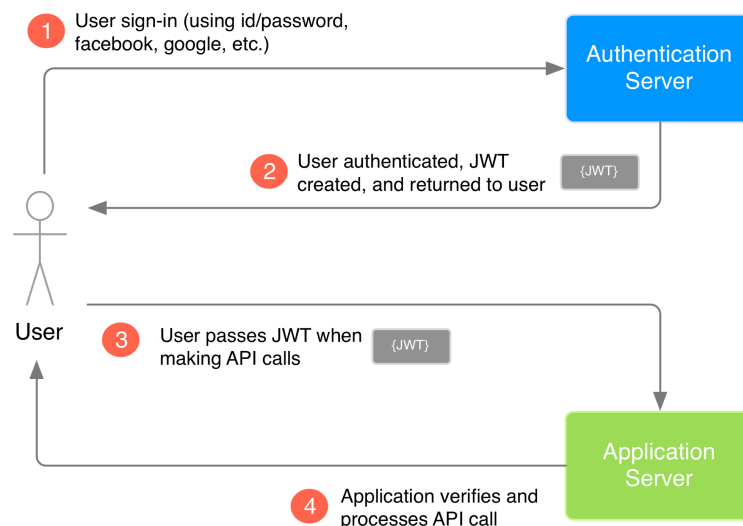 1
User sign-in (using id/password,
facebook, google, etc.)
Authentication
Server
2
User authenticated, JWT
created, and returned to user
{JWT}
User
3
User passes JWT when
making API calls
{JWT}
Application
Server
4
Application verifies and
processes API call